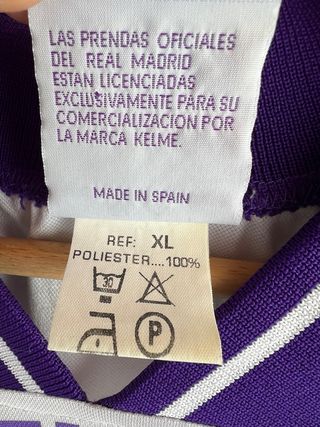 LAS PRENDAS OFICIALES
DEL REAL MADRID
ESTAN LICENCIADAS
EXCLUSIVAMENTE PARA SU
COMERCIALIZACION POR
LA MARCA KELME.
MADE IN SPAIN
REF: XL
POLIESTER....100%
30
P